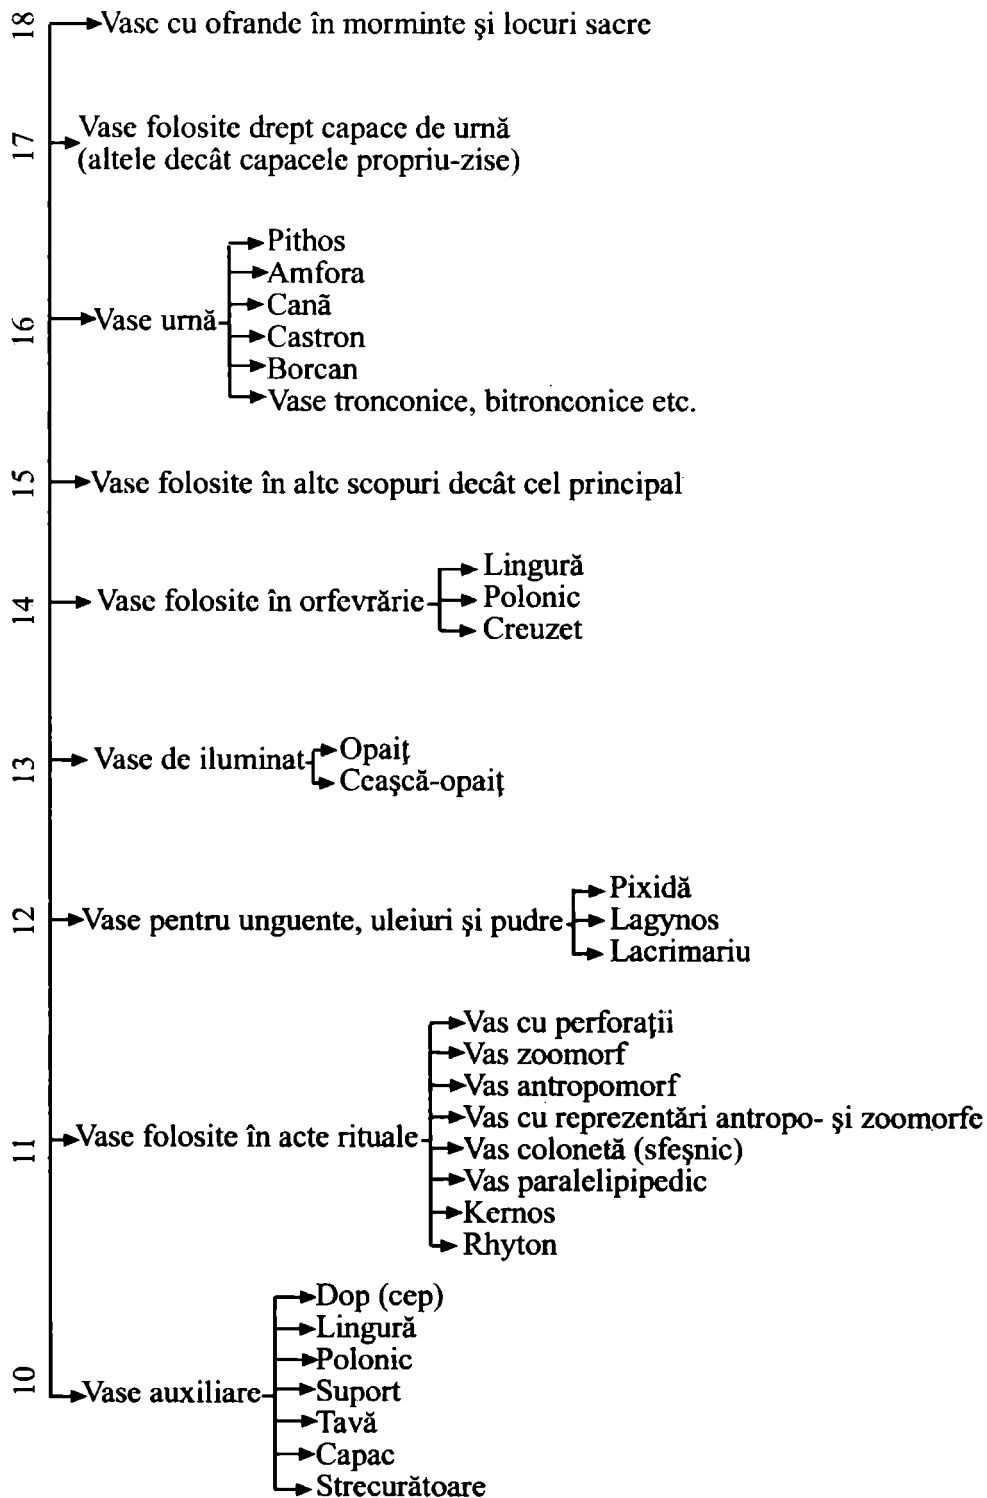 18
Vase cu ofrande în morminte şi locuri sacre
17
Vase folosite drept capace de urnă
(altele decât capacele propriu-zise)
16
Vase urnă
Pithos
Amfora
Cană
Castron
Borcan
Vase tronconice, bitronconice etc.
15
Vase folosite în alte scopuri decât cel principal
14
Vase folosite în orfevrărie
Lingură
Polonic
Creuzet
13
Vase de iluminat
Opaiţ
Ceaşcă-opaiţ
12
Vase pentru unguente, uleiuri şi pudre
Pixidă
Lagynos
Lacrimariu
11
Vase folosite în acte rituale
Vas cu perforaţii
Vas zoomorf
Vas antropomorf
Vas cu reprezentări antropo- şi zoomorfe
Vas colonetă (sfeşnic)
Vas paralelipipedic
Kernos
Rhyton
10
Vase auxiliare
Dop (cep)
Lingură
Polonic
Suport
Tavă
Capac
Strecurătoare